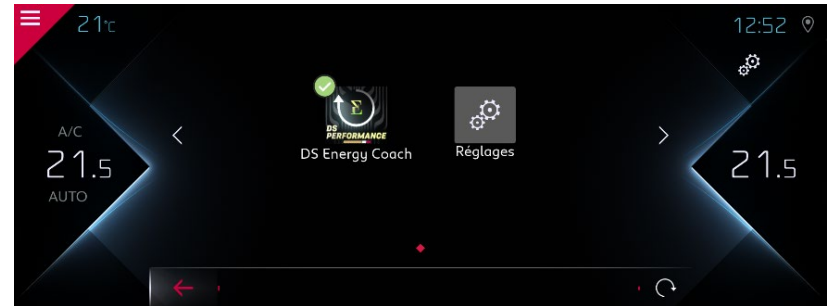 21°C
12:52
A/C
21.5
AUTO
Σ
DS
PERFORMANCE
DS Energy Coach
Réglages
21.5